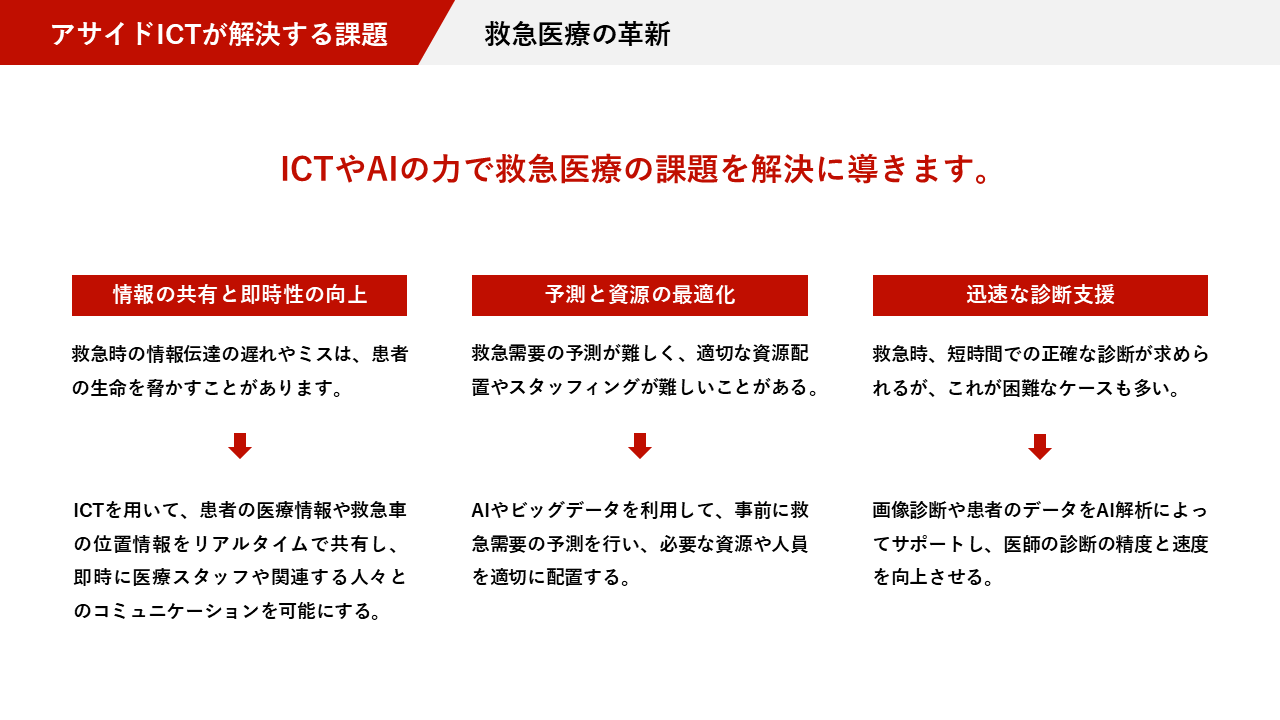 アサイドICTが解決する課題
救急医療の革新
ICTやAIの力で救急医療の課題を解決に導きます。
情報の共有と即時性の向上
救急時の情報伝達の遅れやミスは、患者
の生命を脅かすことがあります。
ICTを用いて、患者の医療情報や救急車
の位置情報をリアルタイムで共有し、
即時に医療スタッフや関連する人々と
のコミュニケーションを可能にする。
予測と資源の最適化
救急需要の予測が難しく、適切な資源配
置やスタッフィングが難しいことがある。
AIやビッグデータを利用して、事前に救
急需要の予測を行い、必要な資源や人員
を適切に配置する。
迅速な診断支援
救急時、短時間での正確な診断が求めら
れるが、これが困難なケースも多い。
画像診断や患者のデータをAI解析によっ
てサポートし、医師の診断の精度と速度
を向上させる。